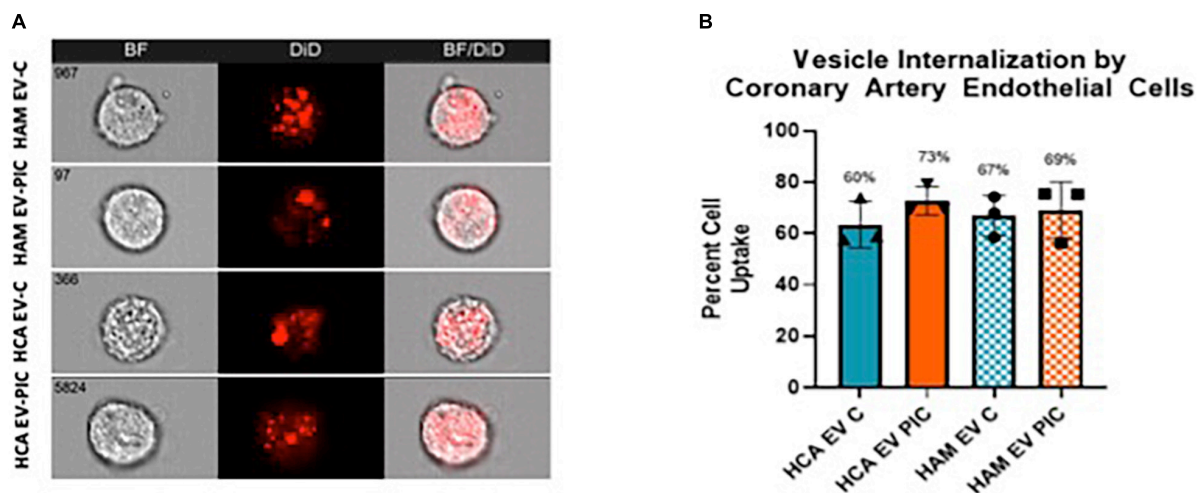 A
BF DiD BF/DiD
HAM EV-C
967
HAM EV-PIC
97
HCA EV-C
366
HCA EV-PIC
5824
B
Vesicle Internalization by
Coronary Artery Endothelial Cells
Percent Cell
Uptake
100
80
60
40
20
0
60%
73%
67%
69%
HCA EV C
HCA EV PIC
HAM EV C
HAM EV PIC